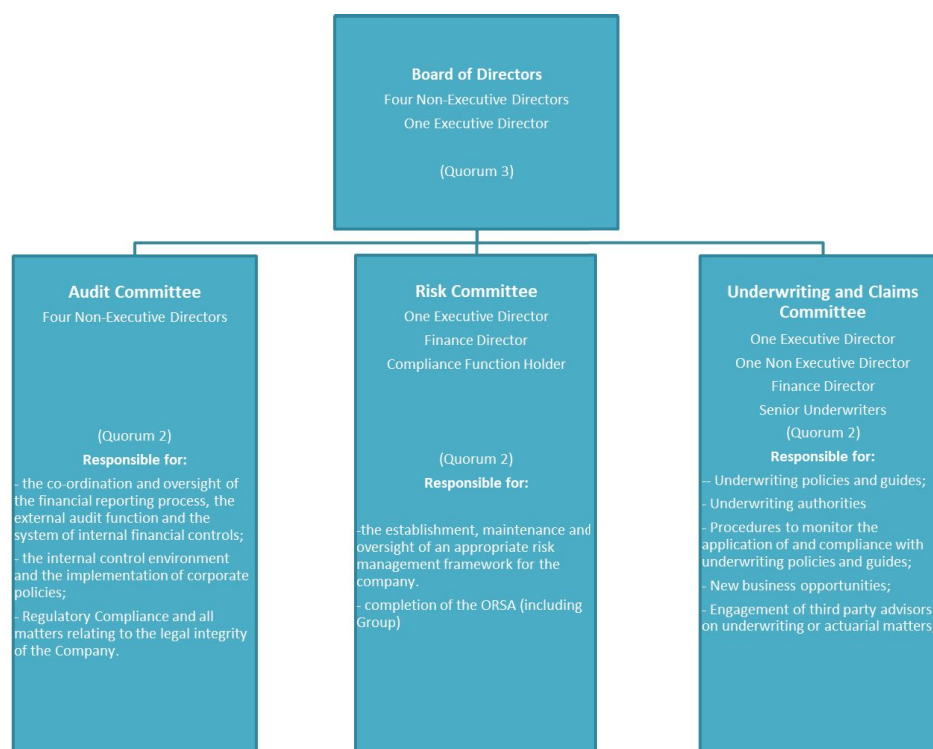 Board of Directors
Four Non-Executive Directors
One Executive Director
(Quorum 3)
Audit Committee
Four Non-Executive Directors
(Quorum 2)
Responsible for:
- the co-ordination and oversight of
the financial reporting process, the
external audit function and the
system of internal financial controls;
- the internal control environment
and the implementation of corporate
policies;
- Regulatory Compliance and all
matters relating to the legal integrity
of the Company.
Risk Committee
One Executive Director
Finance Director
Compliance Function Holder
(Quorum 2)
Responsible for:
-the establishment, maintenance and
oversight of an appropriate risk
management framework for the
company.
- completion of the ORSA (including
Group)
Underwriting and Claims
Committee
One Executive Director
One Non Executive Director
Finance Director
Senior Underwriters
(Quorum 2)
Responsible for:
-- Underwriting policies and guides;
- Underwriting authorities
- Procedures to monitor the
application of and compliance with
underwriting policies and guides;
- New business opportunities;
- Engagement of third party advisors
on underwriting or actuarial matters